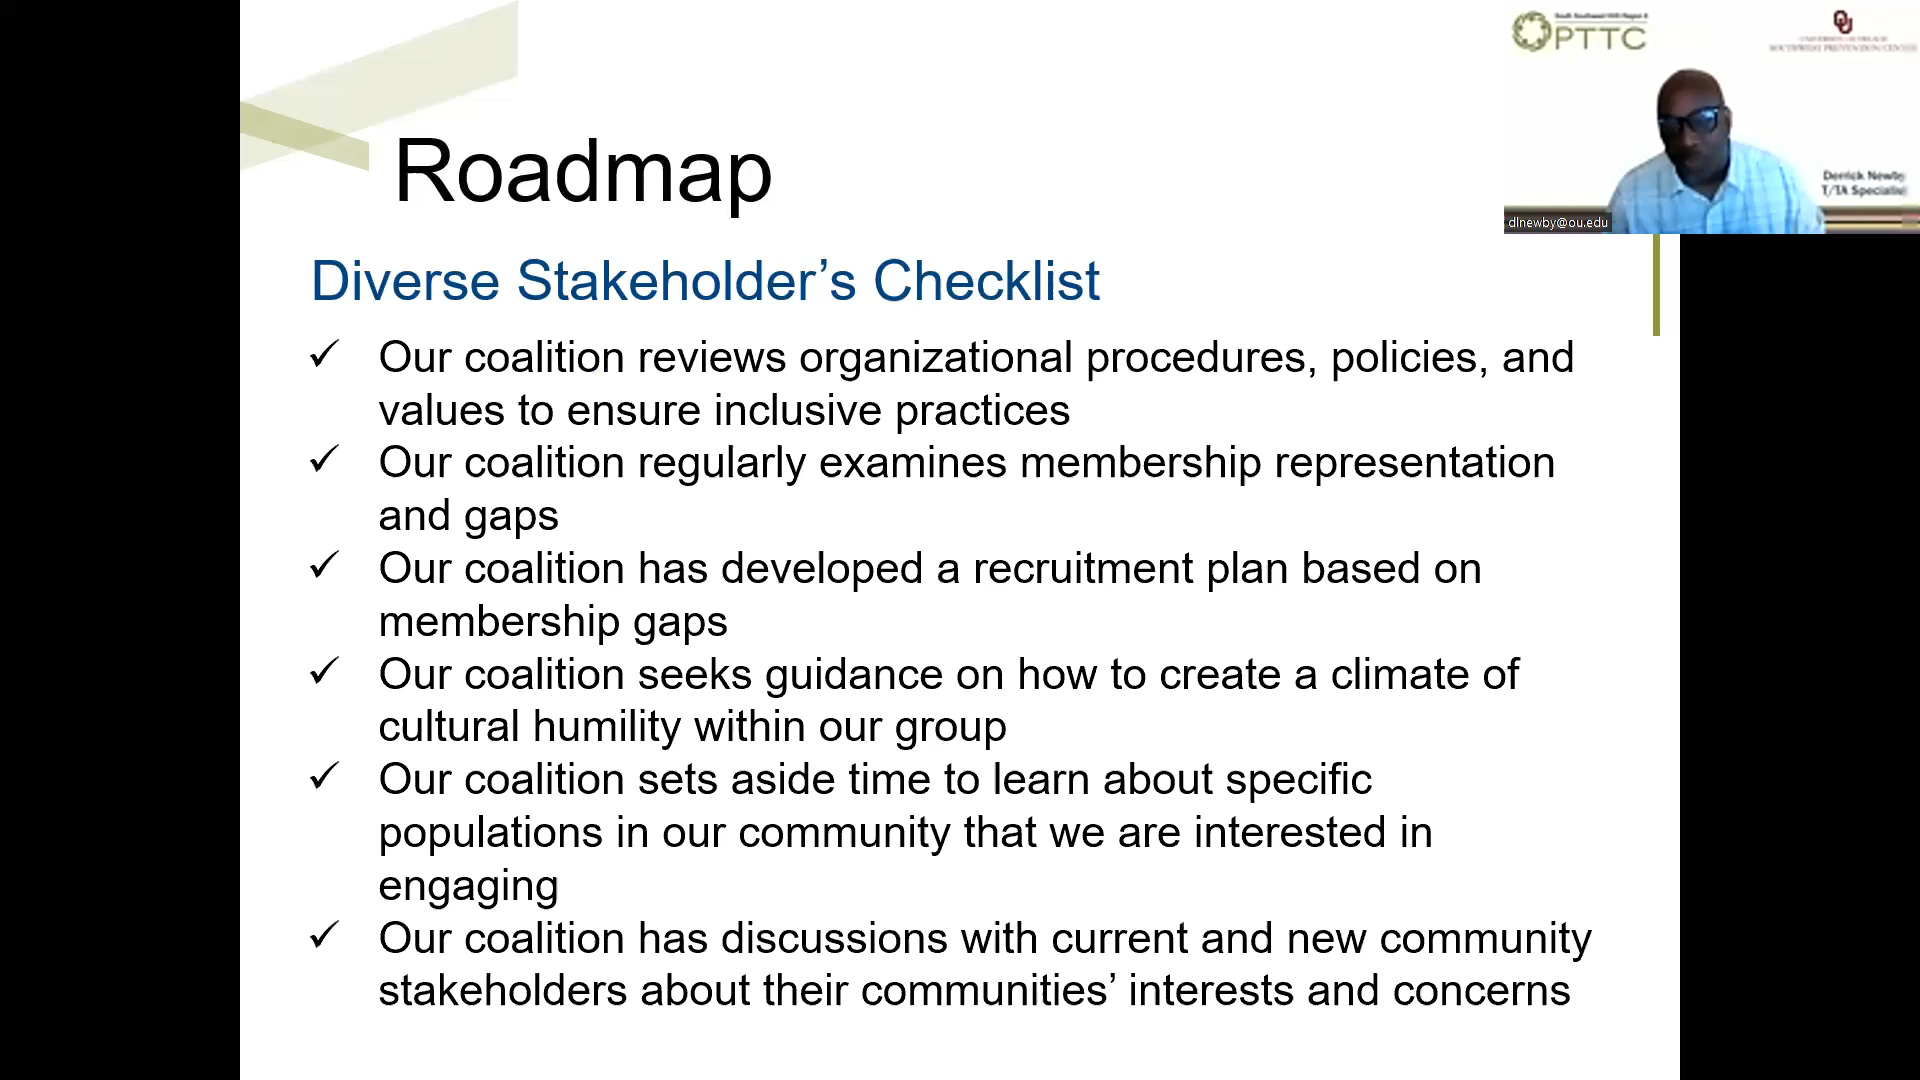 Roadmap
Diverse Stakeholder’s Checklist
Our coalition reviews organizational procedures, policies, and
values to ensure inclusive practices
Our coalition regularly examines membership representation
and gaps
Our coalition has developed a recruitment plan based on
membership gaps
Our coalition seeks guidance on how to create a climate of
cultural humility within our group
Our coalition sets aside time to learn about specific
populations in our community that we are interested in
engaging
Our coalition has discussions with current and new community
stakeholders about their communities’ interests and concerns
PTTC
Derrick Newby
T/TA Specialist
dlnewby@ou.edu